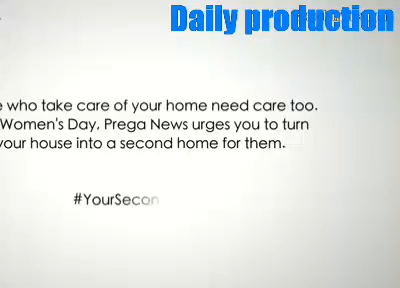 Daily production
who take care of your home need care too.
Women's Day, Prega News urges you to turn
your house into a second home for them.
#YourSecon